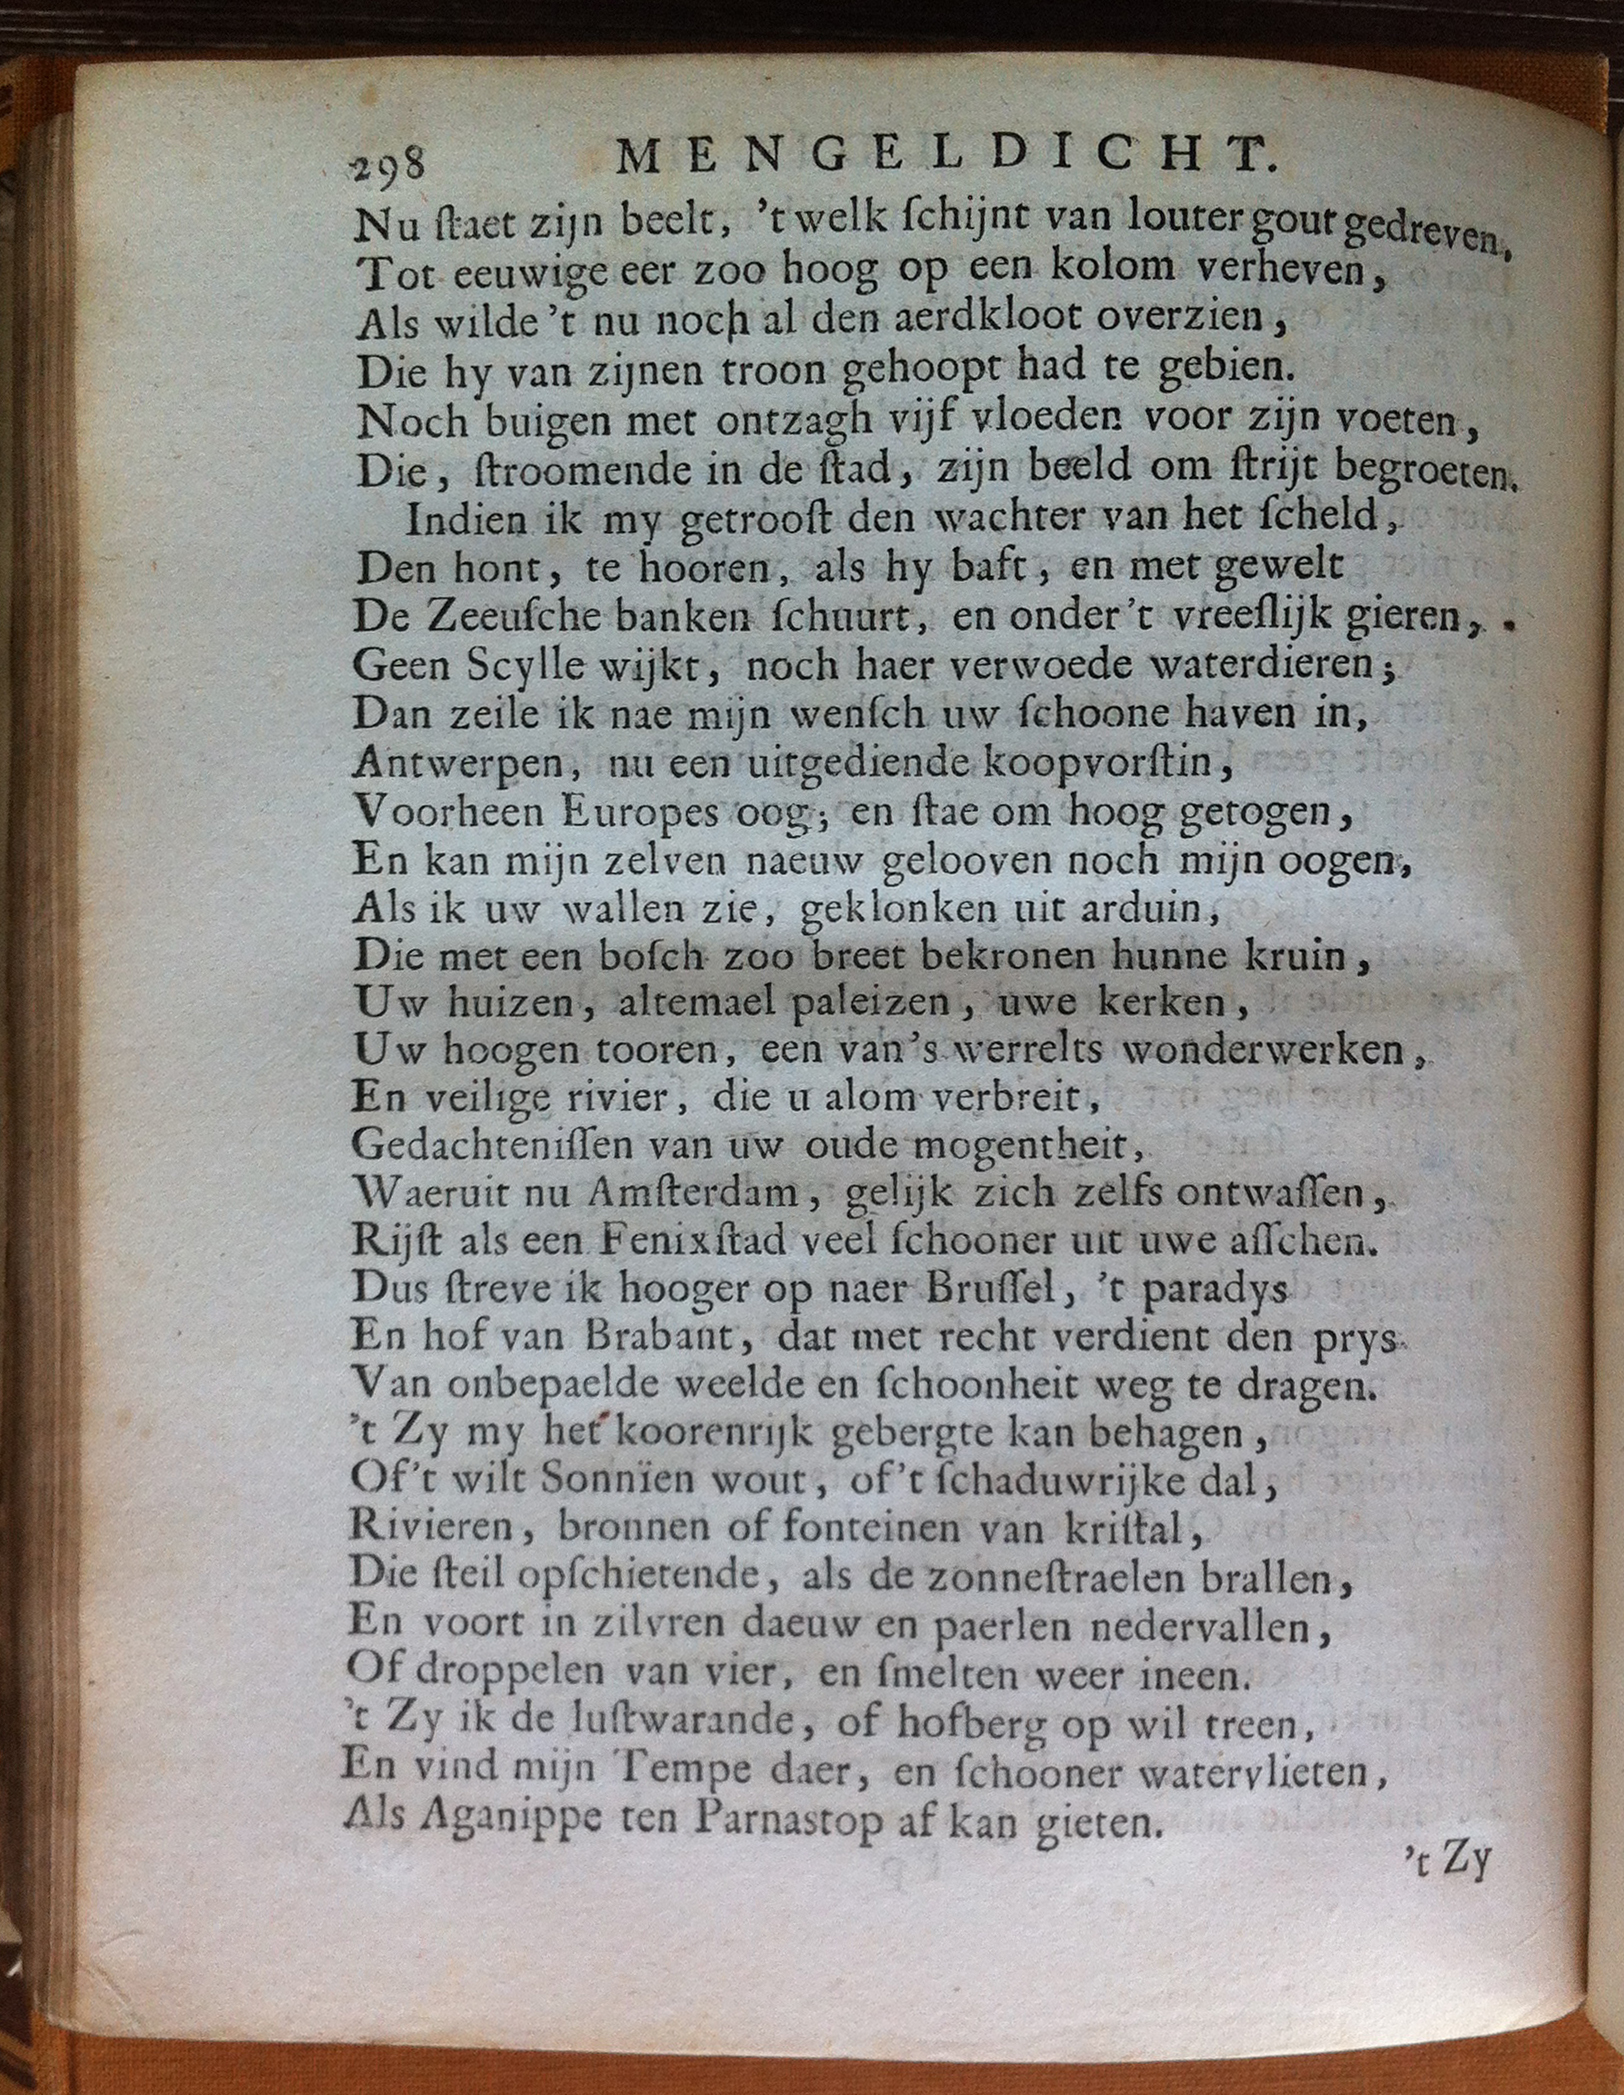 298 MENGELDICHT.
Nu ſtaet zijn beelt, 't welk ſchijnt van louter gout gedreven,
Tot eeuwige eer zoo hoog op een kolom verheven,
Als wilde 't nu noch al den aerdkloot overzien,
Die hy van zijnen troon gehoopt had te gebien.
Noch buigen met ontzagh vijf vloeden voor zijn voeten,
Die, ſtroomende in de ſtad, zijn beeld om ſtrijt begroeten.
Indien ik my getrooſt den wachter van het ſcheld,
Den hont, te hooren, als hy baft, en met gewelt
De Zeeuſche banken ſchuurt, en onder 't vreeſlijk gieren,
Geen Scylle wijkt, noch haer verwoede waterdieren;
Dan zeile ik nae mijn wenſch uw ſchoone haven in,
Antwerpen, nu een uitgediende koopvorſtin,
Voorheen Europes oog; en ſtae om hoog getogen,
En kan mijn zelven naeuw gelooven noch mijn oogen,
Als ik uw wallen zie, geklonken uit arduin,
Die met een boſch zoo breet bekronen hunne kruin,
Uw huizen, altemael paleizen, uwe kerken,
Uw hoogen tooren, een van 's werrelts wonderwerken,
En veilige rivier, die u alom verbreit,
Gedachteniſſen van uw oude mogentheit,
Waeruit nu Amſterdam, gelijk zich zelfs ontwaſſen,
Rijſt als een Fenixſtad veel ſchooner uit uwe aſſchen.
Dus ſtreve ik hooger op naer Bruſſel, 't paradys
En hof van Brabant, dat met recht verdient den prys
Van onbepaelde weelde en ſchoonheit weg te dragen.
't Zy my het koorenrijk gebergte kan behagen,
Of't wilt Sonnïen wout, of 't ſchaduwrijke dal,
Rivieren, bronnen of fonteinen van kriſtal,
Die ſteil opſchietende, als de zonneſtraelen brallen,
En voort in zilvren daeuw en paerlen nedervallen,
Of droppelen van vier, en ſmelten weer ineen.
't Zy ik de luſtwarande, of hofberg op wil treen,
En vind mijn Tempe daer, en ſchooner watervlieten,
Als Aganippe ten Parnastop af kan gieten.
't Zy